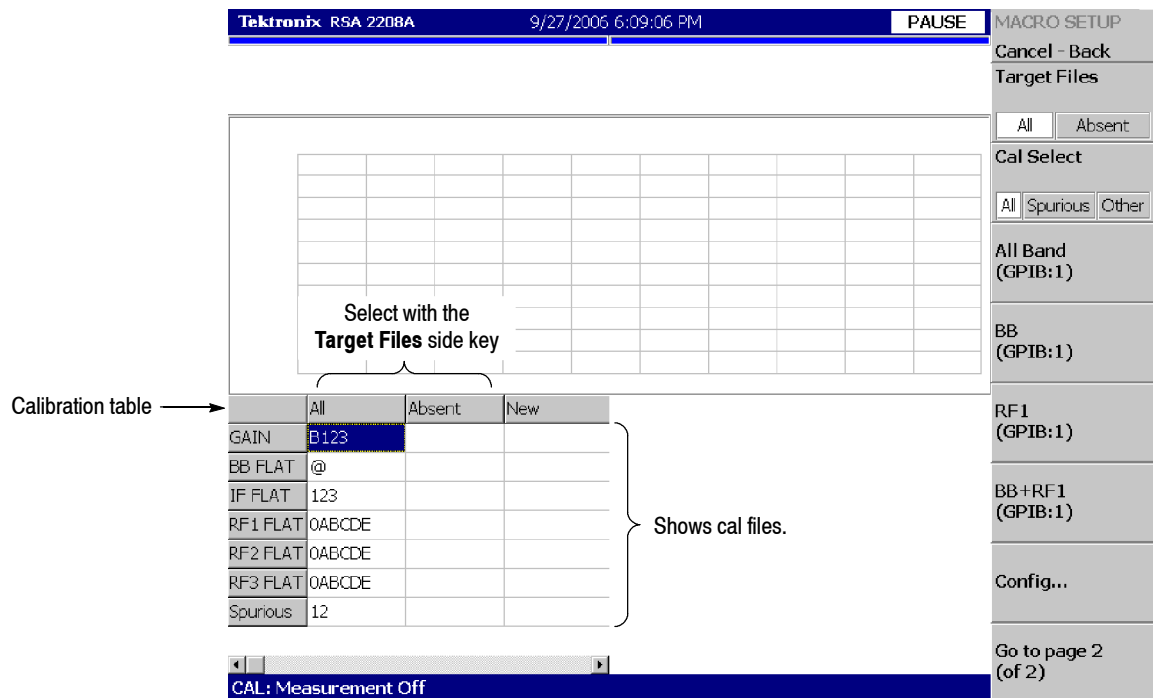 Tektronix RSA 2208A 9/27/2006 6:09:06 PM PAUSE
MACRO SETUP
Cancel - Back
Target Files
All Absent
Cal Select
All Spurious Other
All Band
(GPIB:1)
BB
(GPIB:1)
RF1
(GPIB:1)
BB+RF1
(GPIB:1)
Config...
Go to page 2
(of 2)
Select with the
Target Files side key
Calibration table
All Absent New
GAIN B123
BB FLAT @
IF FLAT 123
RF1 FLAT 0ABCDE
RF2 FLAT 0ABCDE
RF3 FLAT 0ABCDE
Spurious 12
Shows cal files.
CAL: Measurement Off